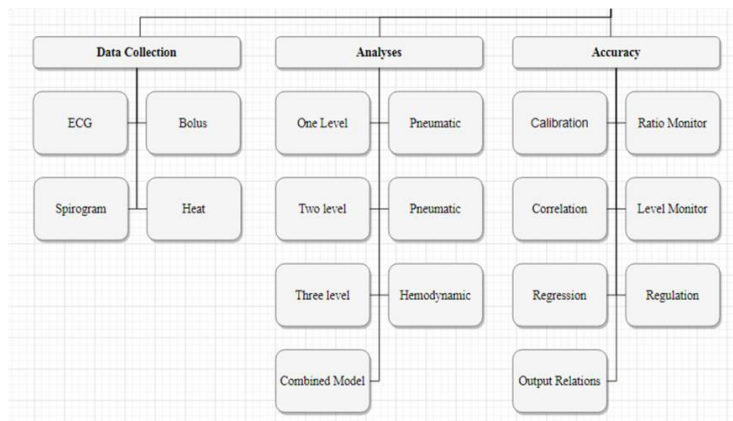 Data Collection
Analyses
Accuracy
ECG
Bolus
One Level
Pneumatic
Calibration
Ratio Monitor
Spirogram
Heat
Two level
Pneumatic
Correlation
Level Monitor
Three level
Hemodynamic
Regression
Regulation
Combined Model
Output Relations